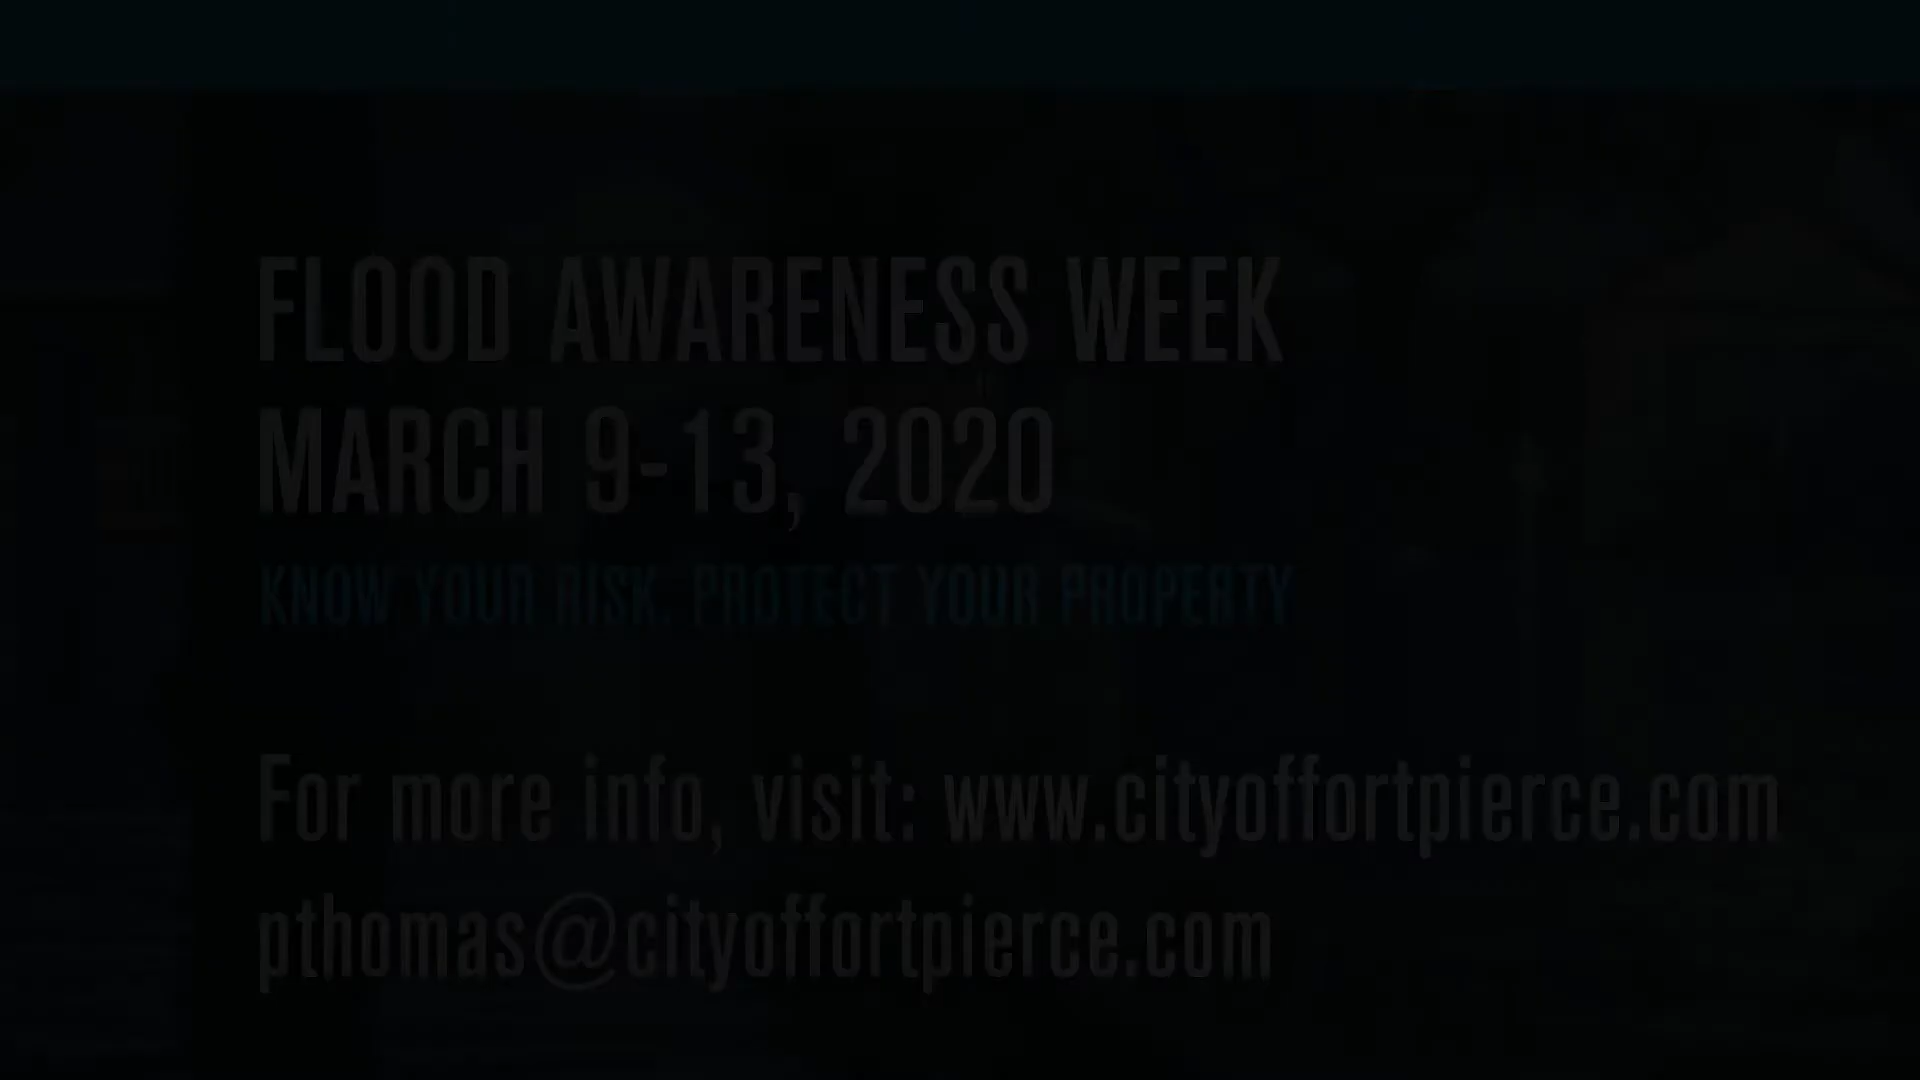 FLOOD AWARENESS WEEK
MARCH 9-13, 2020
KNOW YOUR RISK. PROTECT YOUR PROPERTY
For more info, visit: www.cityoffortpierce.com
pthomas@cityoffortpierce.com